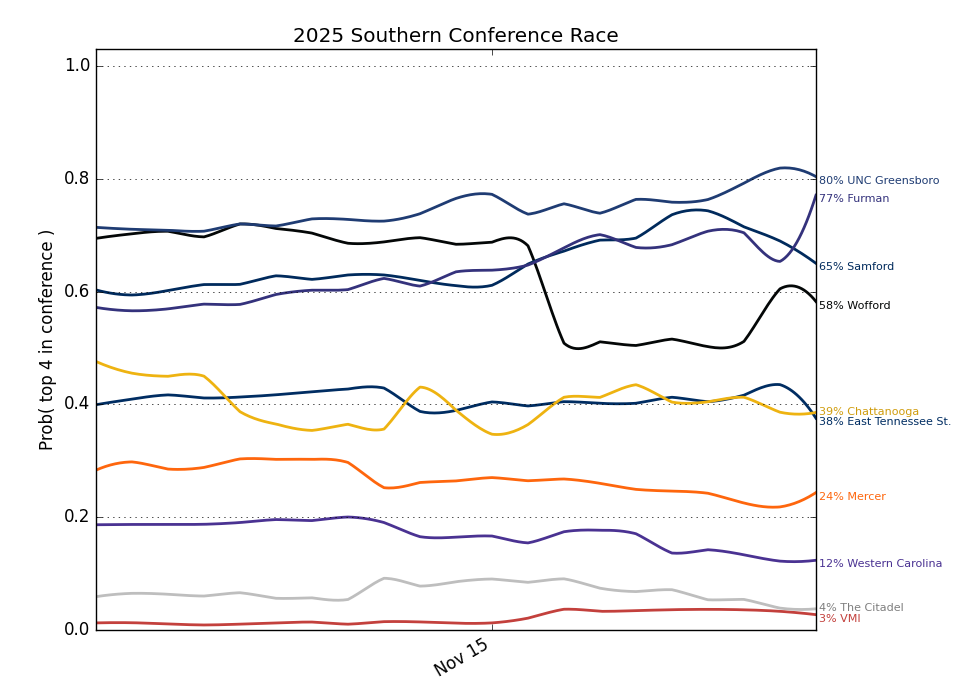 2025 Southern Conference Race
Prob( top 4 in conference )
1.0
0.8
0.6
0.4
0.2
0.0
Nov 15
80% UNC Greensboro
77% Furman
65% Samford
58% Wofford
39% Chattanooga
38% East Tennessee St.
24% Mercer
12% Western Carolina
4% The Citadel
3% VMI